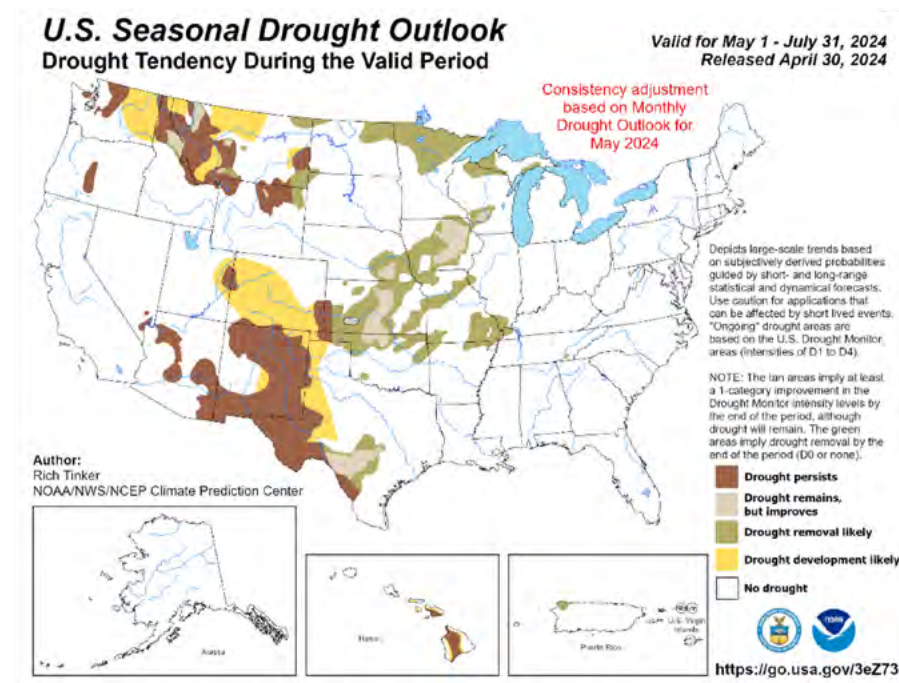 U.S. Seasonal Drought Outlook
Drought Tendency During the Valid Period
Valid for May 1 - July 31, 2024
Released April 30, 2024
Consistency adjustment
based on Monthly
Drought Outlook for
May 2024
Depicts large-scale trends based
on subjectively derived probabilities
guided by short- and long-range
statistical and dynamical forecasts.
Use caution for applications that
can be affected by short lived events.
"Ongoing" drought areas are
based on the U.S. Drought Monitor
areas (intensities of D1 to D4).
NOTE: The tan areas imply at least
a 1-category improvement in the
Drought Monitor intensity levels by
the end of the period, although
drought will remain. The green
areas imply drought removal by the
end of the period (D0 or none).
Author:
Rich Tinker
NOAA/NWS/NCEP Climate Prediction Center
Drought persists
Drought remains,
but improves
Drought removal likely
Drought development likely
No drought
Alaska
Hawaii
Puerto Rico
U.S. Virgin
Islands
noaa
https://go.usa.gov/3eZ73